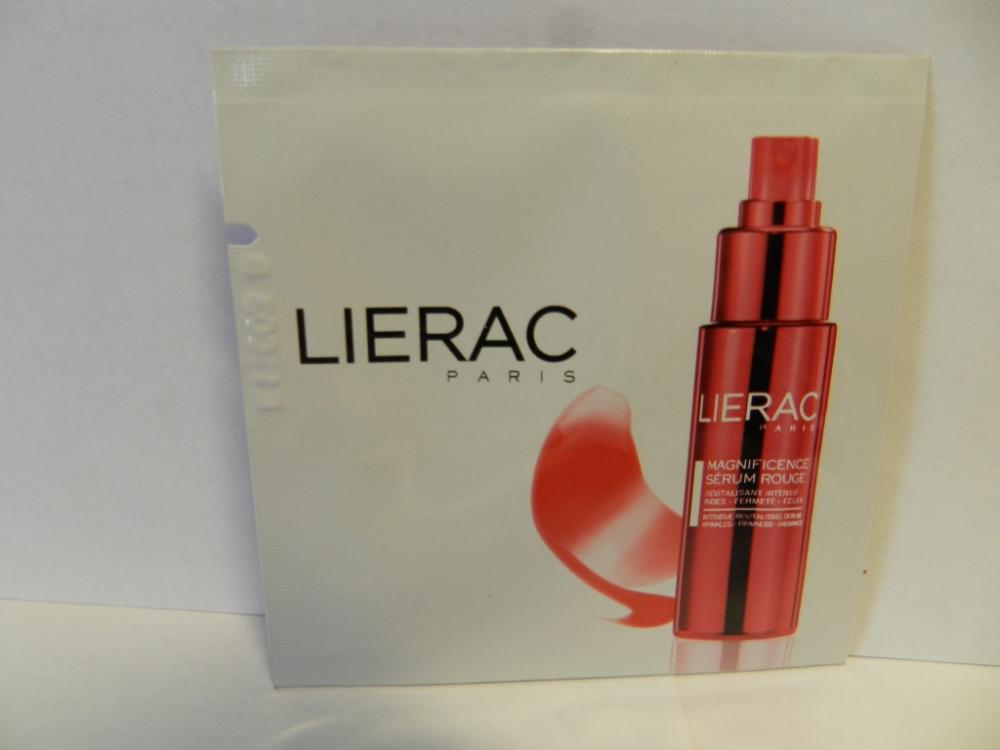 LIERAC
PARIS
LIERAC
PARIS
MAGNIFICENCE
SÉRUM ROUGE
REVITALISANT INTENSIF
RIDES - FERMETÉ - ÉCLAT
INTENSIVE REVITALISING SERUM
WRINKLES - FIRMNESS - RADIANCE